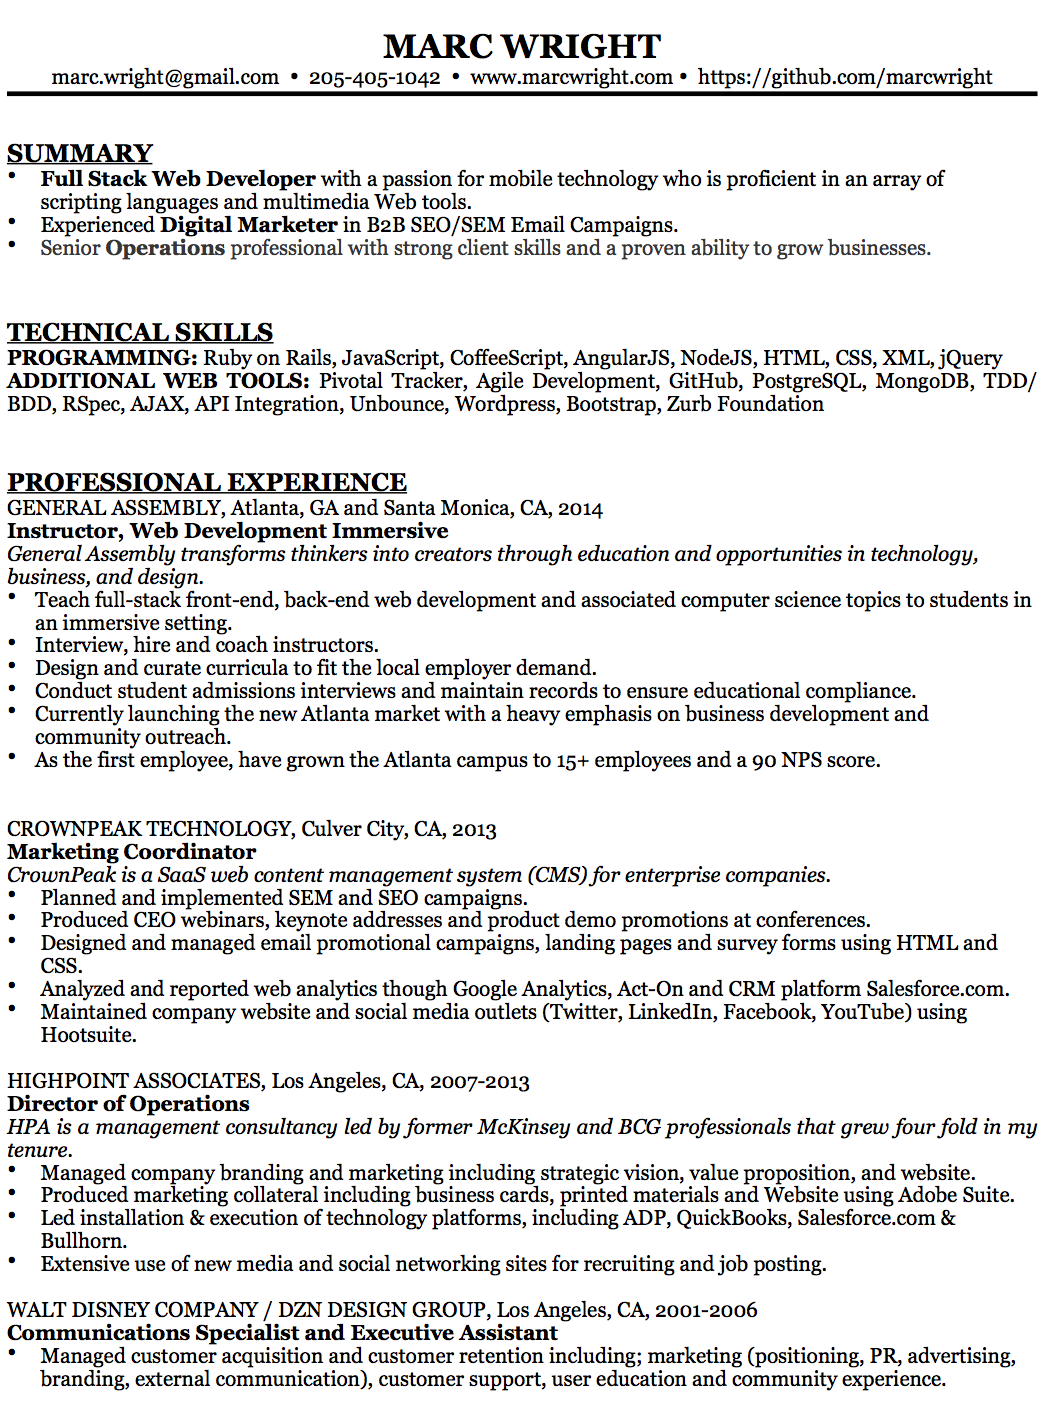 MARC WRIGHT
marc.wright@gmail.com • 205-405-1042 • www.marcwright.com • https://github.com/marcwright
SUMMARY
• Full Stack Web Developer with a passion for mobile technology who is proficient in an array of
scripting languages and multimedia Web tools.
• Experienced Digital Marketer in B2B SEO/SEM Email Campaigns.
• Senior Operations professional with strong client skills and a proven ability to grow businesses.
TECHNICAL SKILLS
PROGRAMMING: Ruby on Rails, JavaScript, CoffeeScript, AngularJS, NodeJS, HTML, CSS, XML, jQuery
ADDITIONAL WEB TOOLS: Pivotal Tracker, Agile Development, GitHub, PostgreSQL, MongoDB, TDD/
BDD, RSpec, AJAX, API Integration, Unbounce, Wordpress, Bootstrap, Zurb Foundation
PROFESSIONAL EXPERIENCE
GENERAL ASSEMBLY, Atlanta, GA and Santa Monica, CA, 2014
Instructor, Web Development Immersive
General Assembly transforms thinkers into creators through education and opportunities in technology,
business, and design.
• Teach full-stack front-end, back-end web development and associated computer science topics to students in
an immersive setting.
• Interview, hire and coach instructors.
• Design and curate curricula to fit the local employer demand.
• Conduct student admissions interviews and maintain records to ensure educational compliance.
• Currently launching the new Atlanta market with a heavy emphasis on business development and
community outreach.
• As the first employee, have grown the Atlanta campus to 15+ employees and a 90 NPS score.
CROWNPEAK TECHNOLOGY, Culver City, CA, 2013
Marketing Coordinator
CrownPeak is a SaaS web content management system (CMS) for enterprise companies.
• Planned and implemented SEM and SEO campaigns.
• Produced CEO webinars, keynote addresses and product demo promotions at conferences.
• Designed and managed email promotional campaigns, landing pages and survey forms using HTML and
CSS.
• Analyzed and reported web analytics though Google Analytics, Act-On and CRM platform Salesforce.com.
• Maintained company website and social media outlets (Twitter, LinkedIn, Facebook, YouTube) using
Hootsuite.
HIGHPOINT ASSOCIATES, Los Angeles, CA, 2007-2013
Director of Operations
HPA is a management consultancy led by former McKinsey and BCG professionals that grew four fold in my
tenure.
• Managed company branding and marketing including strategic vision, value proposition, and website.
• Produced marketing collateral including business cards, printed materials and Website using Adobe Suite.
• Led installation & execution of technology platforms, including ADP, QuickBooks, Salesforce.com &
Bullhorn.
• Extensive use of new media and social networking sites for recruiting and job posting.
WALT DISNEY COMPANY / DZN DESIGN GROUP, Los Angeles, CA, 2001-2006
Communications Specialist and Executive Assistant
• Managed customer acquisition and customer retention including; marketing (positioning, PR, advertising,
branding, external communication), customer support, user education and community experience.